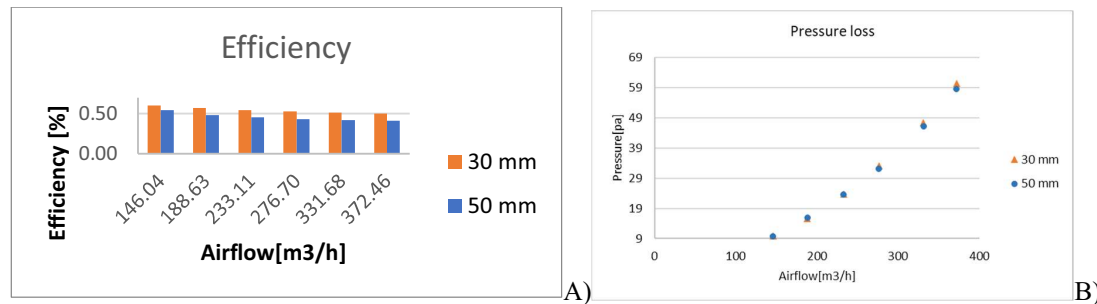 Efficiency
Efficiency [%]
0.50
0.00
146.04
188.63
233.11
276.70
331.68
372.46
Airflow[m3/h]
30 mm
50 mm
A)
Pressure loss
Pressure[pa]
69
59
49
39
29
19
9
0
100
200
300
400
Airflow[m3/h]
30 mm
50 mm
B)